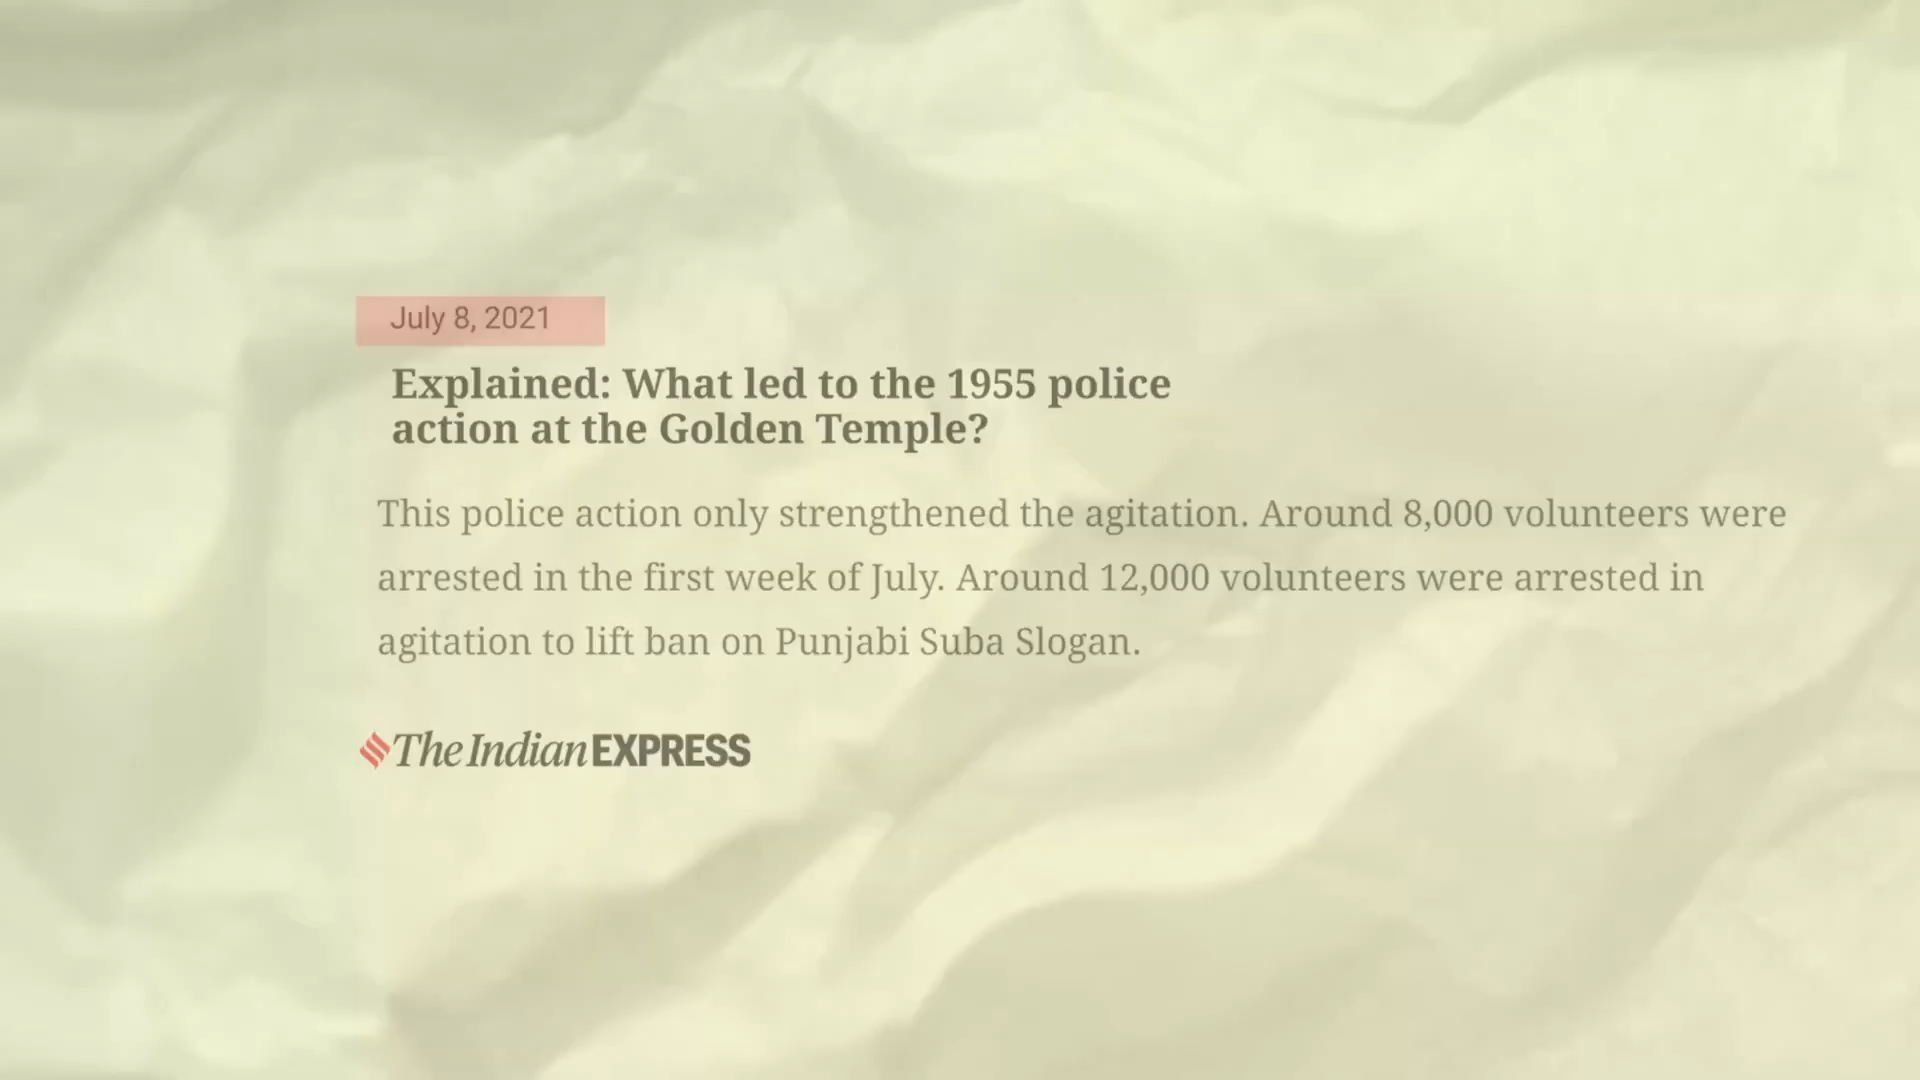 July 8, 2021
Explained: What led to the 1955 police
action at the Golden Temple?
This police action only strengthened the agitation. Around 8,000 volunteers were
arrested in the first week of July. Around 12,000 volunteers were arrested in
agitation to lift ban on Punjabi Suba Slogan.
The Indian EXPRESS